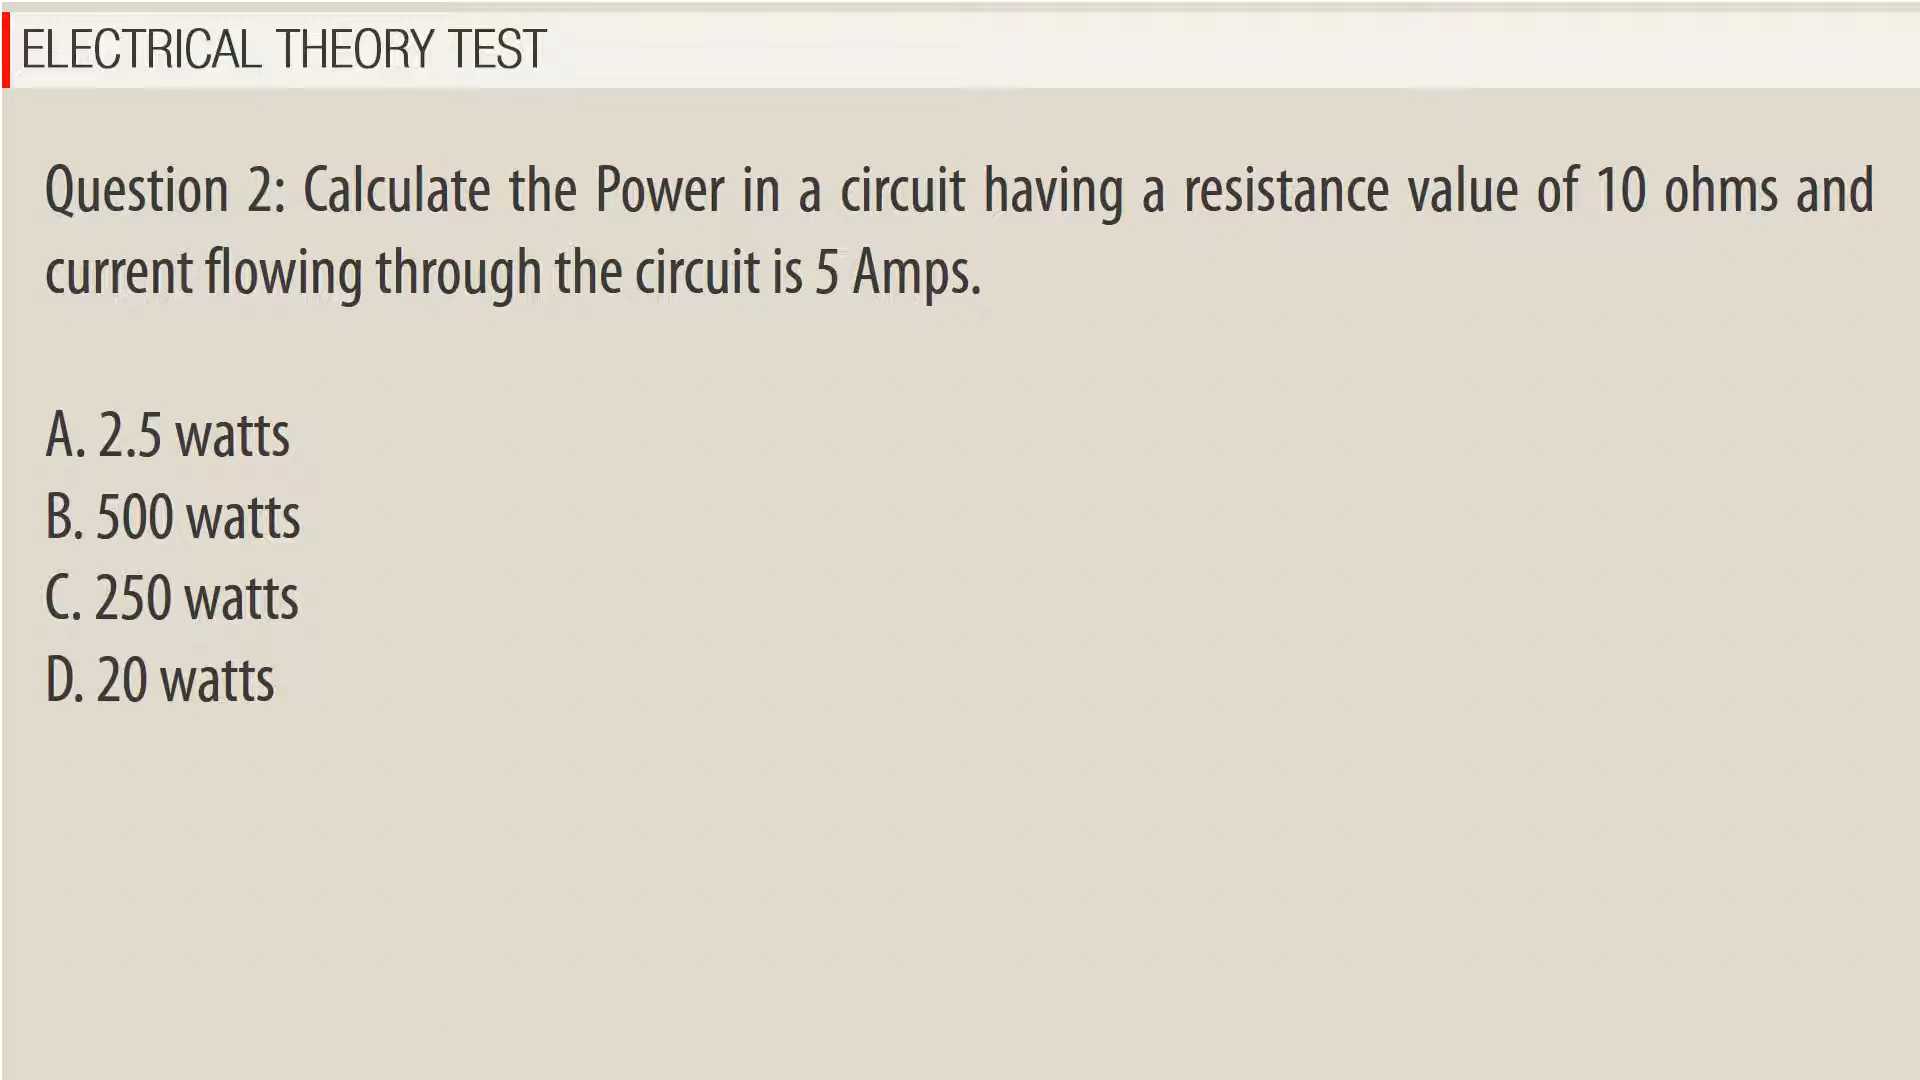 ELECTRICAL THEORY TEST
Question 2: Calculate the Power in a circuit having a resistance value of 10 ohms and
current flowing through the circuit is 5 Amps.
A. 2.5 watts
B. 500 watts
C. 250 watts
D. 20 watts